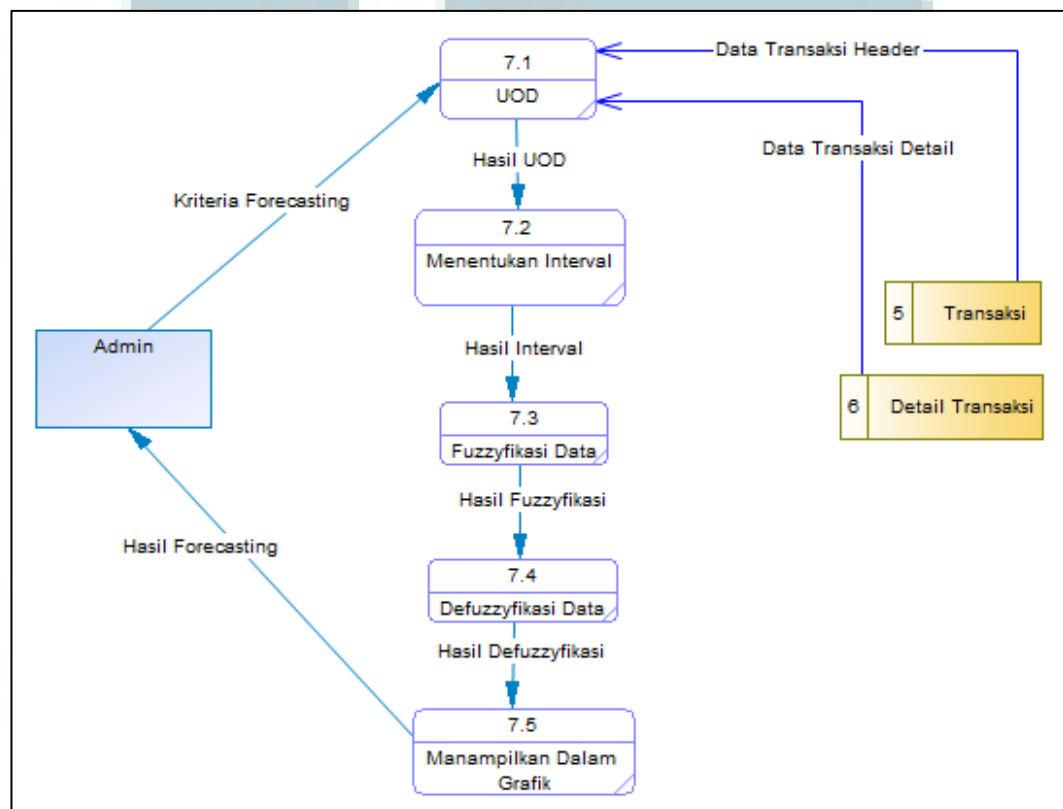 7.1
UOD
Data Transaksi Header
Data Transaksi Detail
Hasil UOD
Kriteria Forecasting
7.2
Menentukan Interval
5
Transaksi
Admin
Hasil Interval
6
Detail Transaksi
7.3
Fuzzyfikasi Data
Hasil Fuzzyfikasi
Hasil Forecasting
7.4
Defuzzyfikasi Data
Hasil Defuzzyfikasi
7.5
Manampilkan Dalam
Grafik